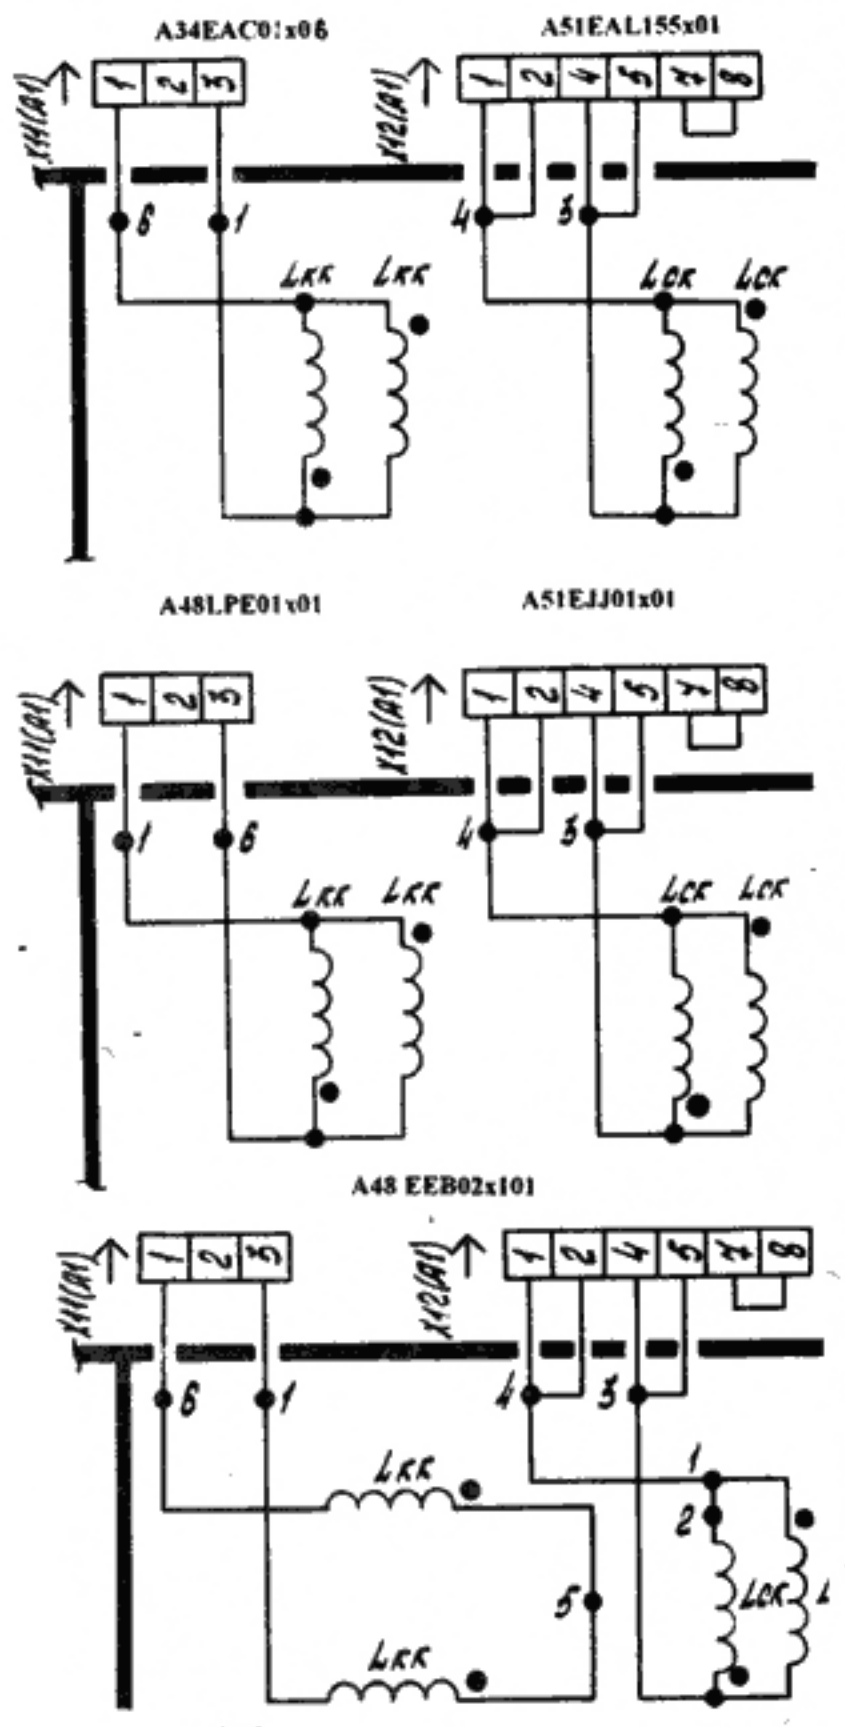 A34EAC01x06 A51EAL155x01
X11(A1) 1 2 3 X12(A1) 1 2 4 5 7 8
6 1 4 3
LKK LKK LCK LCK
A48LPE01x01 A51EJJ01x01
X11(A1) 1 2 3 X12(A1) 1 2 4 5 7 8
1 6 4 3
LKK LKK LCK LCK
A48 EEB02x101
X11(A1) 1 2 3 X12(A1) 1 2 4 5 7 8
6 1 4 3
LKK 1
2
5 LCK L
LKK